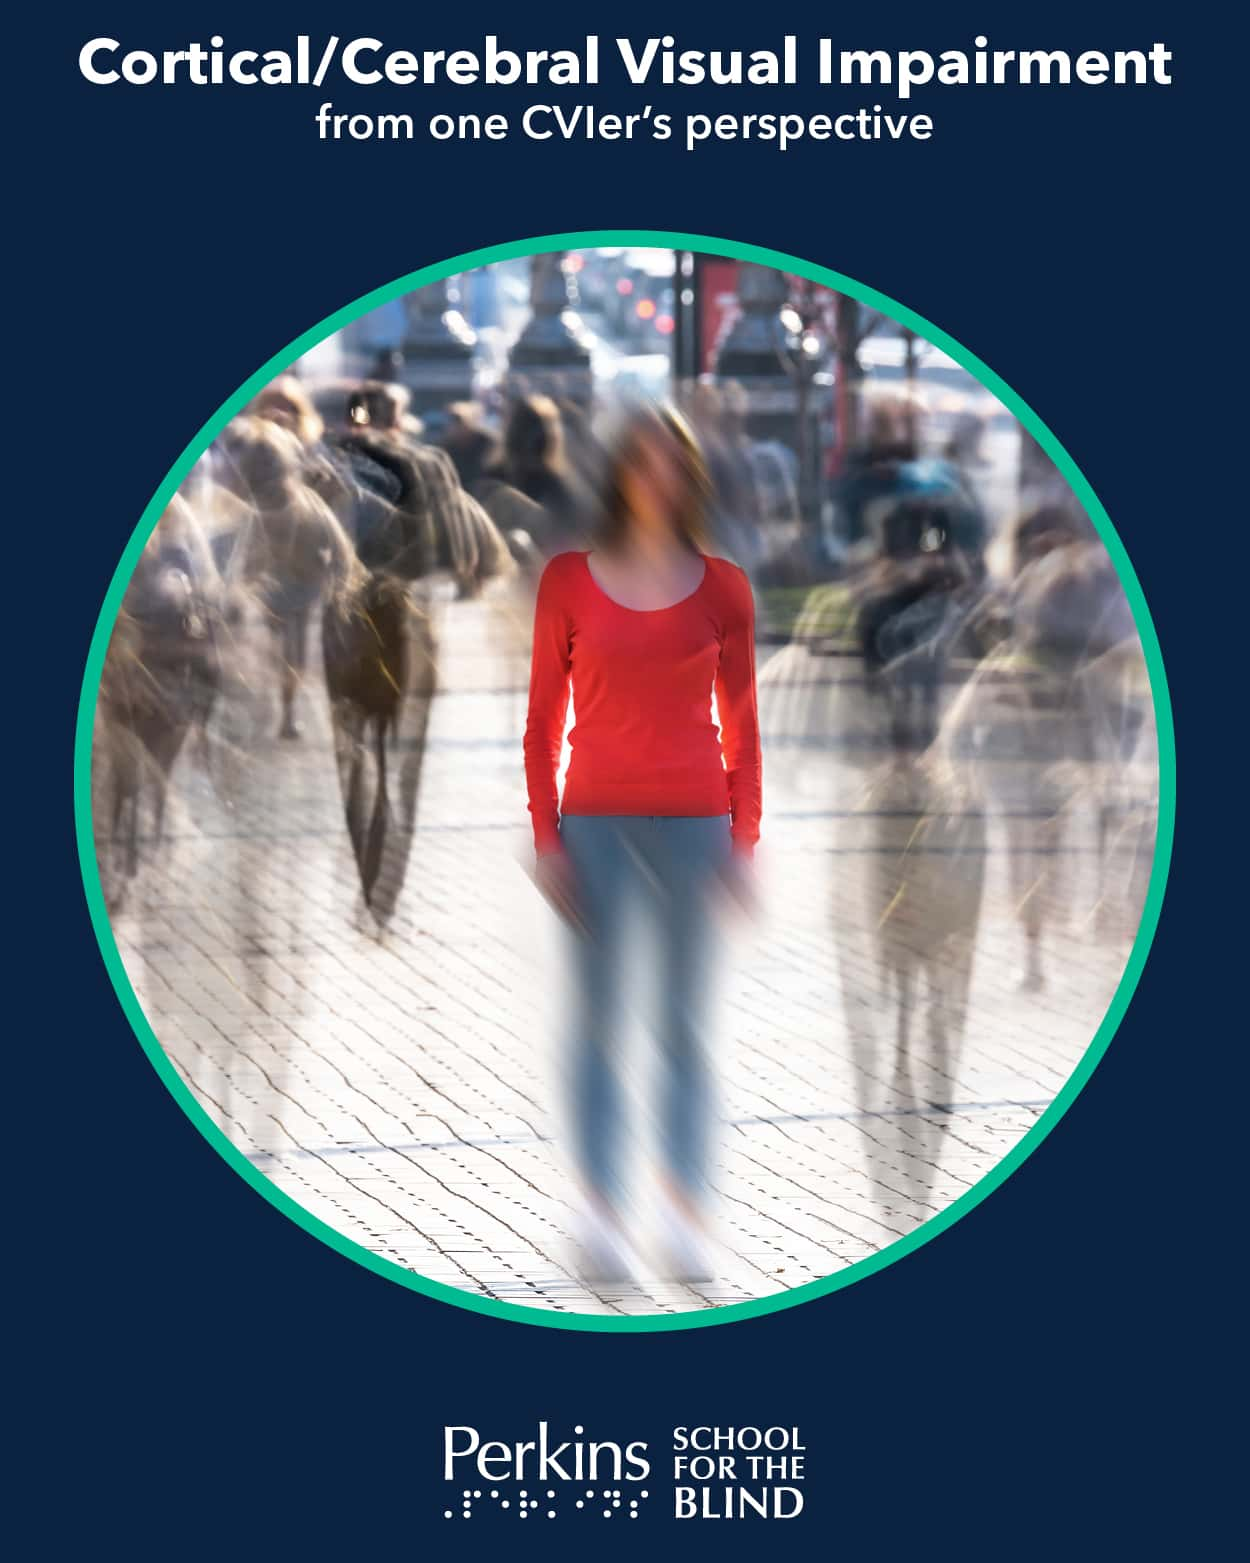 Cortical/Cerebral Visual Impairment
from one CVIer's perspective
Perkins
SCHOOL
FOR THE
BLIND
⠠⠏⠑⠗⠅⠊⠝⠎